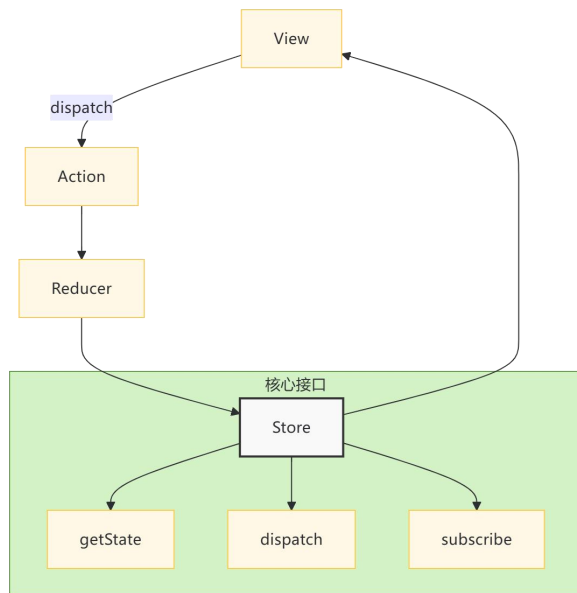 View
dispatch
Action
Reducer
核心接口
Store
getState
dispatch
subscribe